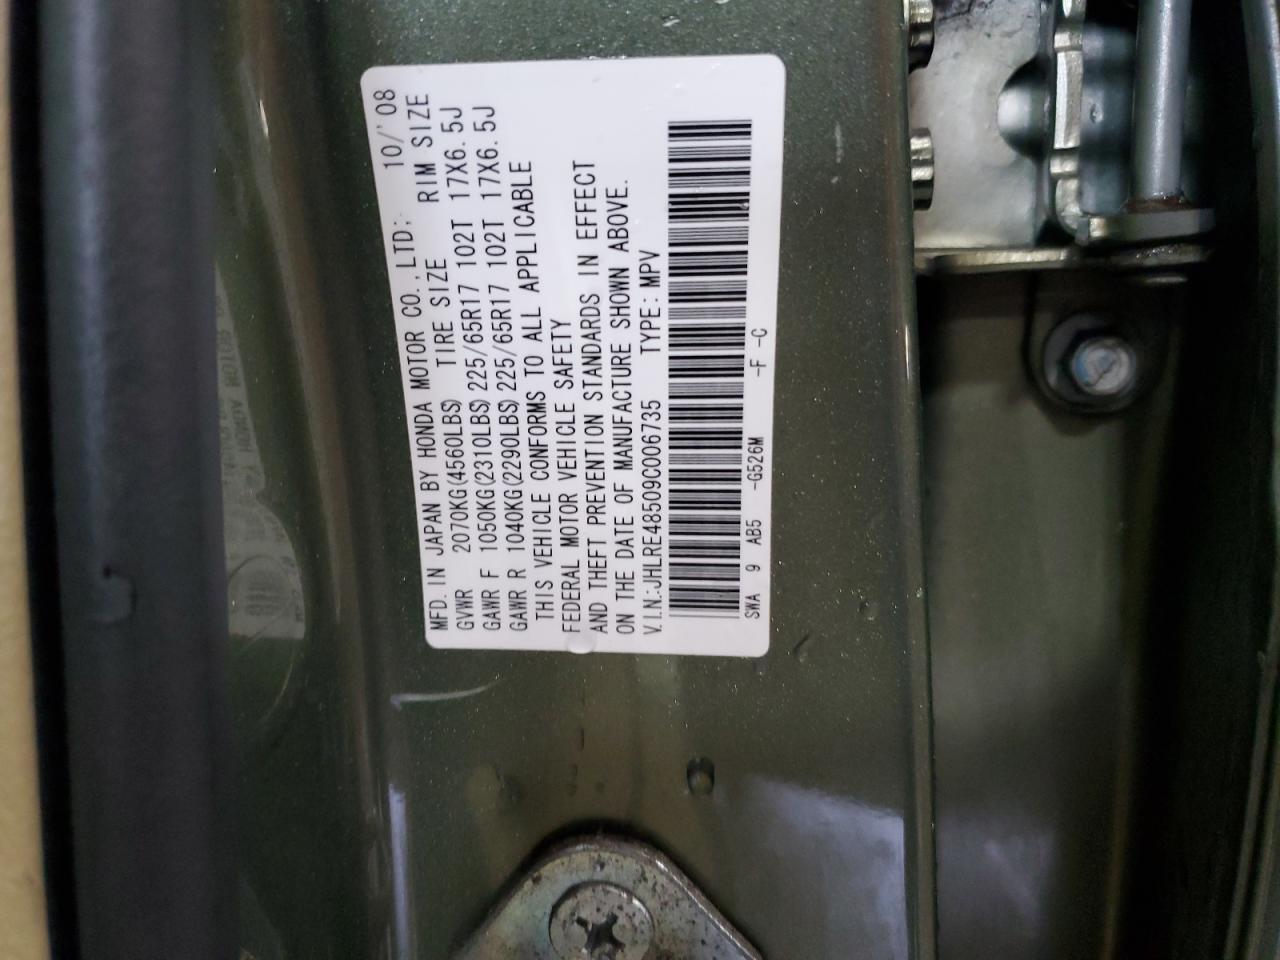 MFD. IN JAPAN BY HONDA MOTOR CO.,LTD: 10/'08
GVWR 2070KG(4560LBS) TIRE SIZE RIM SIZE
GAWR F 1050KG(2310LBS) 225/65R17 102T 17X6.5J
GAWR R 1040KG(2290LBS) 225/65R17 102T 17X6.5J
THIS VEHICLE CONFORMS TO ALL APPLICABLE
FEDERAL MOTOR VEHICLE SAFETY
AND THEFT PREVENTION STANDARDS IN EFFECT
ON THE DATE OF MANUFACTURE SHOWN ABOVE.
V.I.N.:JHLRE48509C006735 TYPE: MPV
SWA 9 AB5 -G526M -F -C